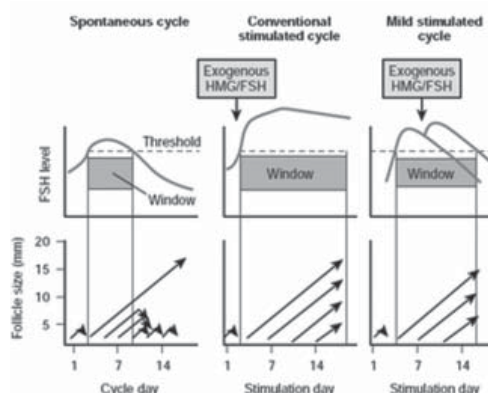 Spontaneous cycle
Conventional
stimulated cycle
Mild stimulated
cycle
Exogenous
HMG/FSH
Exogenous
HMG/FSH
FSH level
Threshold
Window
Window
Window
Follicle size (mm)
20
15
10
5
1 7 14
1 7 14
1 7 14
Cycle day
Stimulation day
Stimulation day